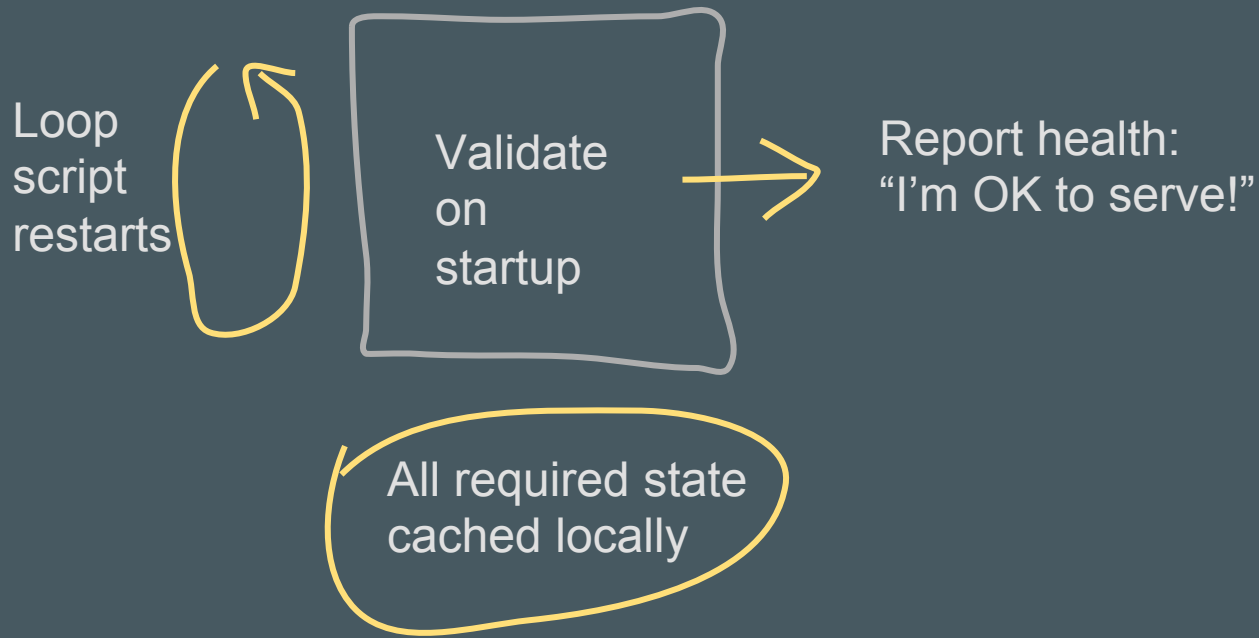 Loop
script
restarts
Validate
on
startup
Report health:
“I’m OK to serve!”
All required state
cached locally